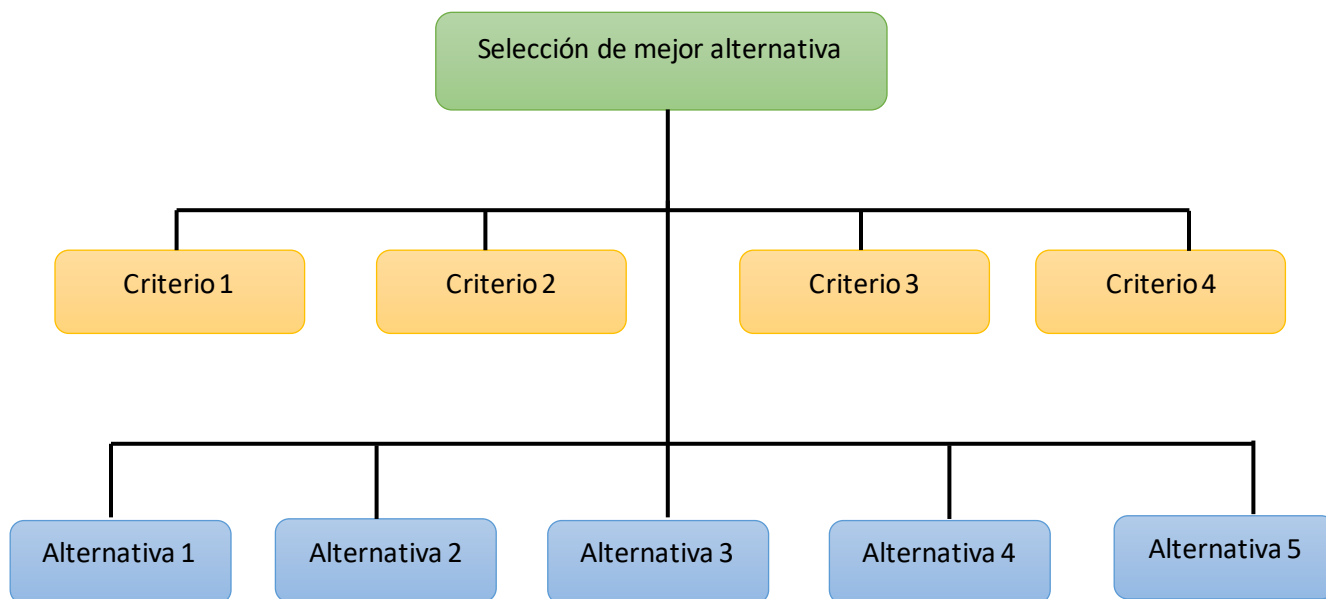 Selección de mejor alternativa
Criterio 1
Criterio 2
Criterio 3
Criterio 4
Alternativa 1
Alternativa 2
Alternativa 3
Alternativa 4
Alternativa 5